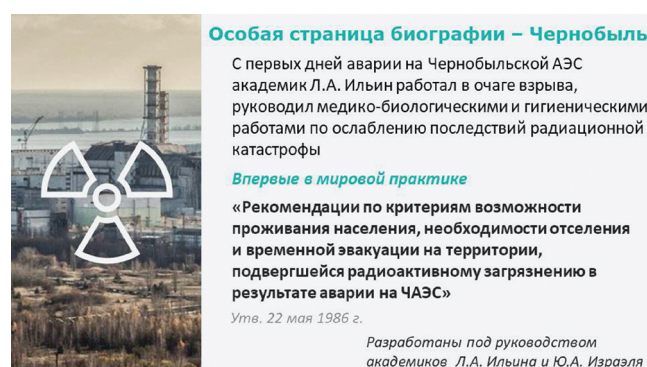 Особая страница биографии – Чернобыль
С первых дней аварии на Чернобыльской АЭС
академик Л.А. Ильин работал в очаге взрыва,
руководил медико-биологическими и гигиеническими
работами по ослаблению последствий радиационной
катастрофы
Впервые в мировой практике
«Рекомендации по критериям возможности
проживания населения, необходимости отселения
и временной эвакуации на территории,
подвергшейся радиоактивному загрязнению в
результате аварии на ЧАЭС»
Утв. 22 мая 1986 г.
Разработаны под руководством
академиков Л.А. Ильина и Ю.А. Израэля